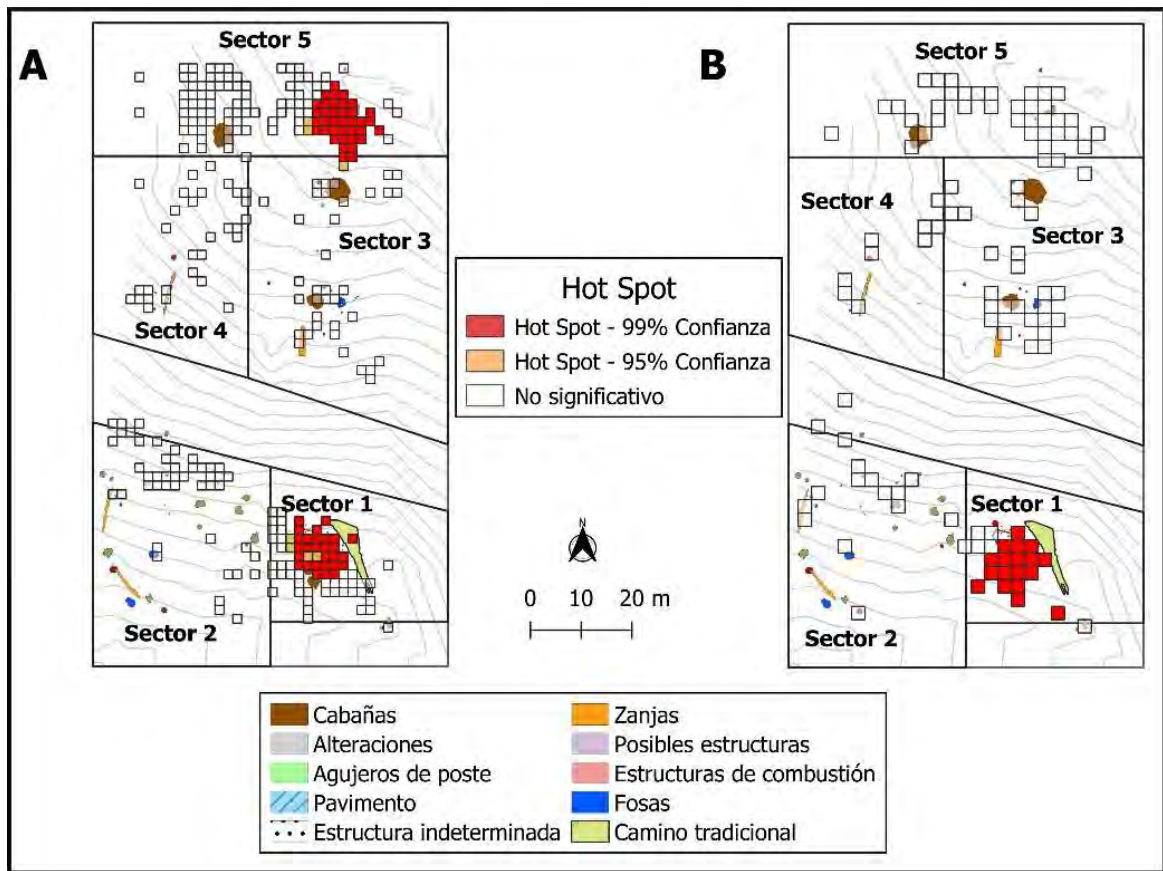 A
Sector 5
Sector 4
Sector 3
Sector 1
Sector 2
B
Sector 5
Sector 4
Sector 3
Sector 1
Sector 2
Hot Spot
Hot Spot - 99% Confianza
Hot Spot - 95% Confianza
No significativo
N
0 10 20 m
Cabañas
Alteraciones
Agujeros de poste
Pavimento
Estructura indeterminada
Zanjas
Posibles estructuras
Estructuras de combustión
Fosas
Camino tradicional